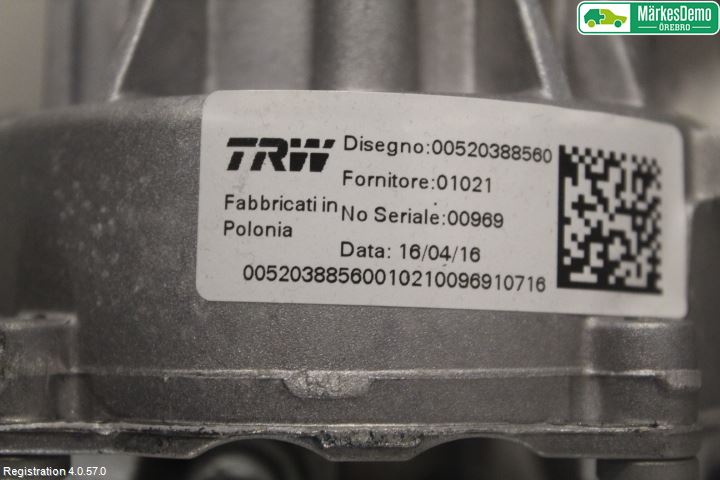 MärkesDemo
ÖREBRO
TRW
Disegno:00520388560
Fornitore:01021
Fabbricati in
Polonia
No Seriale:00969
Data: 16/04/16
00520388560010210096910716
Registration 4.0.57.0